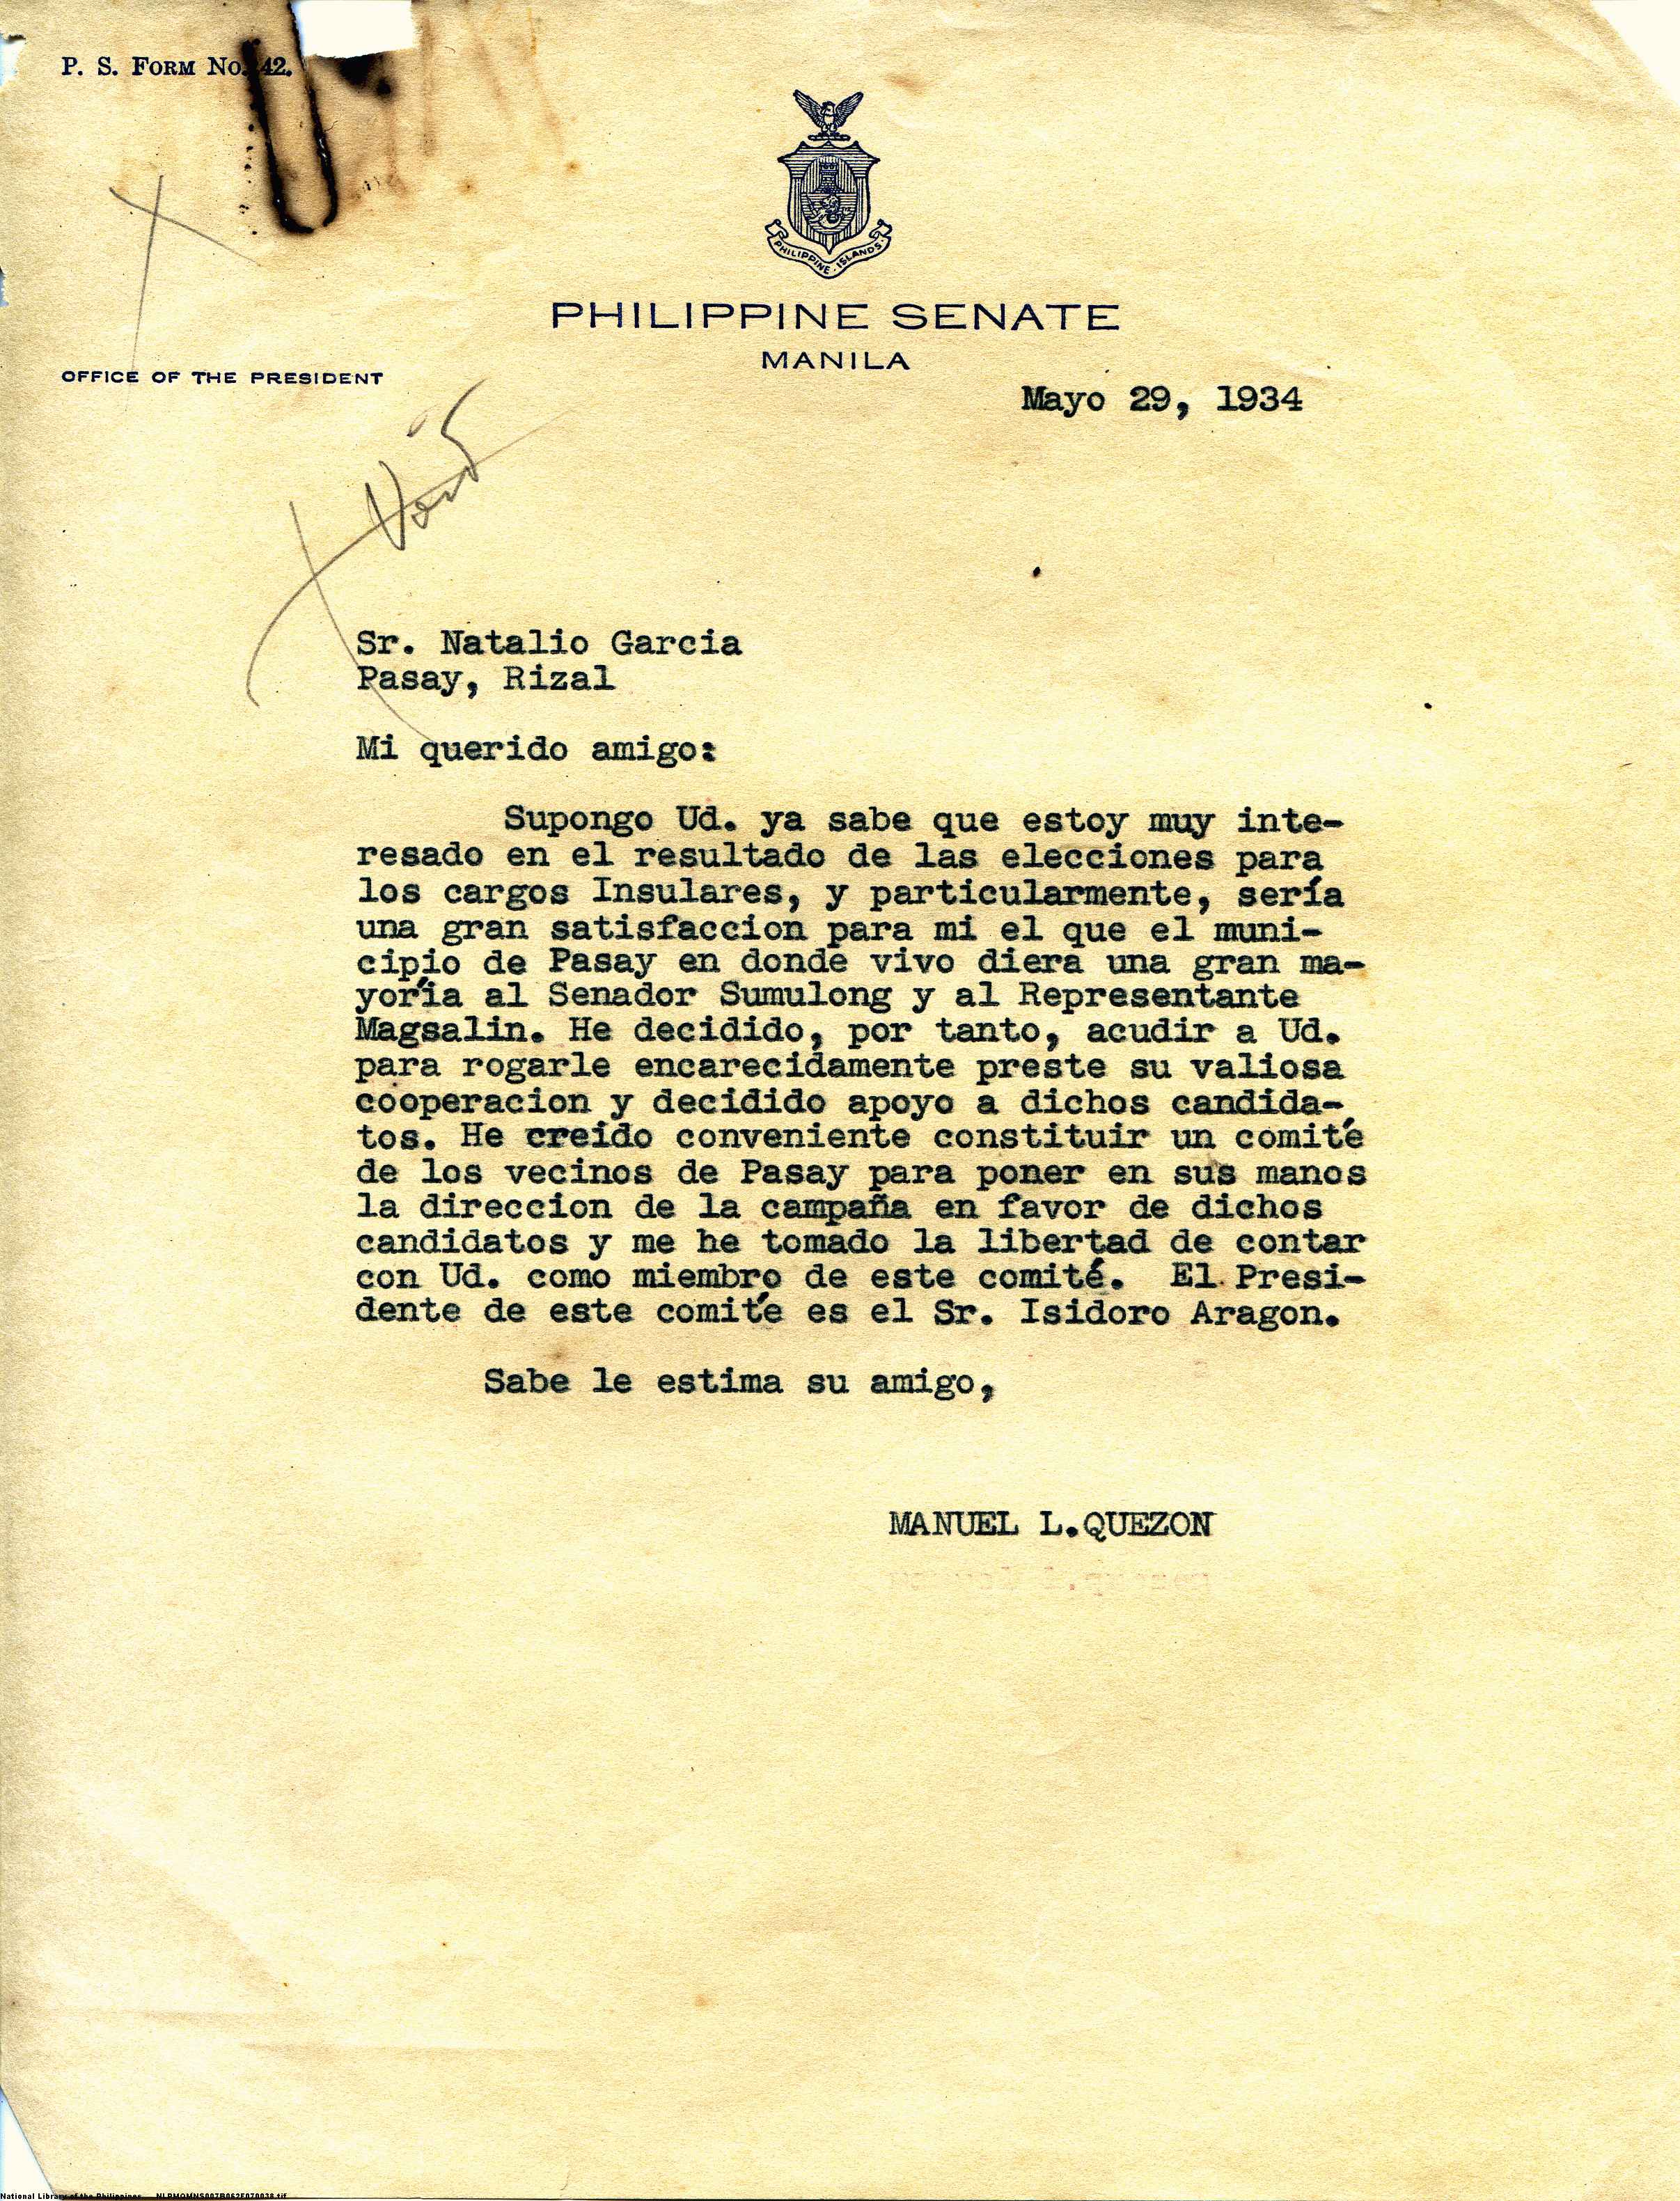 P. S. FORM No. 42.
PHILIPPINE ISLANDS
PHILIPPINE SENATE
MANILA
OFFICE OF THE PRESIDENT
Mayo 29, 1934
Sr. Natalio Garcia
Pasay, Rizal
Mi querido amigo:
Supongo Ud. ya sabe que estoy muy inte-
resado en el resultado de las elecciones para
los cargos Insulares, y particularmente, sería
una gran satisfaccion para mi el que el muni-
cipio de Pasay en donde vivo diera una gran ma-
yoría al Senador Sumulong y al Representante
Magsalin. He decidido, por tanto, acudir a Ud.
para rogarle encarecidamente preste su valiosa
cooperacion y decidido apoyo a dichos candida-
tos. He creido conveniente constituir un comité
de los vecinos de Pasay para poner en sus manos
la direccion de la campaña en favor de dichos
candidatos y me he tomado la libertad de contar
con Ud. como miembro de este comité. El Presi-
dente de este comité es el Sr. Isidoro Aragon.
Sabe le estima su amigo,
MANUEL L.QUEZON
National Library of the Philippines